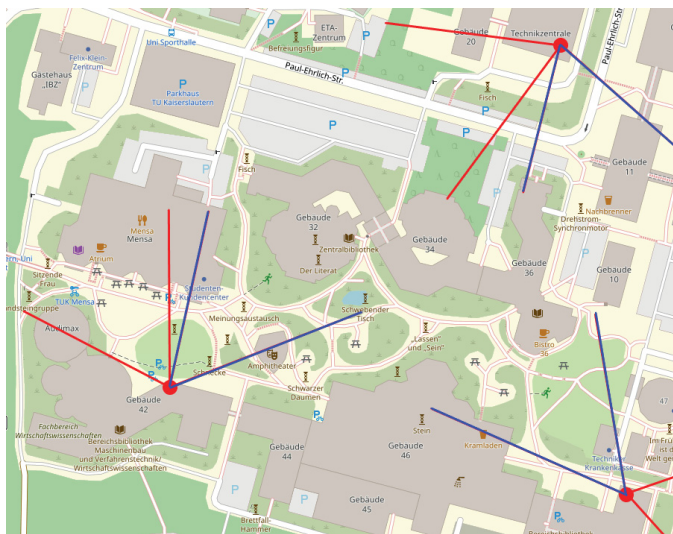 ETA-
Zentrum
Gebäude
20
Technikzentrale
Uni Sporthalle
Befreiungsfigur
Felix-Klein
Zentrum
Gästehaus
„IBZ"
Parkhaus
TU Kaiserslautern
Paul-Ehrlich-Str.
Paul-Ehrlich-Str.
Fisch
P
P
P
P
P
Fisch
Gebäude
11
Nachbrenner
Drehstrom-
Synchronmotor
Mensa
Mensa
Atrium
Gebäude
32
Zentralbibliothek
Der Literat
Gebäude
34
Gebäude
36
Gebäude
10
Sitzende
Frau
TUK Mensa
Studenten-
Kundencenter
Meinungsaustausch
Schwebender
Tisch
Audimax
Amphitheater
„Lassen"
und „Sein"
Bistro
36
Schwarzer
Daumen
Gebäude
42
Fachbereich
Wirtschaftswissenschaften
Bereichsbibliothek
Maschinenbau
und Verfahrenstechnik/
Wirtschaftswissenschaften
Stein
Gebäude
44
Gebäude
46
Kramladen
47
Techniker
Krankenkasse
P
P
Gebäude
45
Brettfall-
Hammer
Bereichsbibliothek